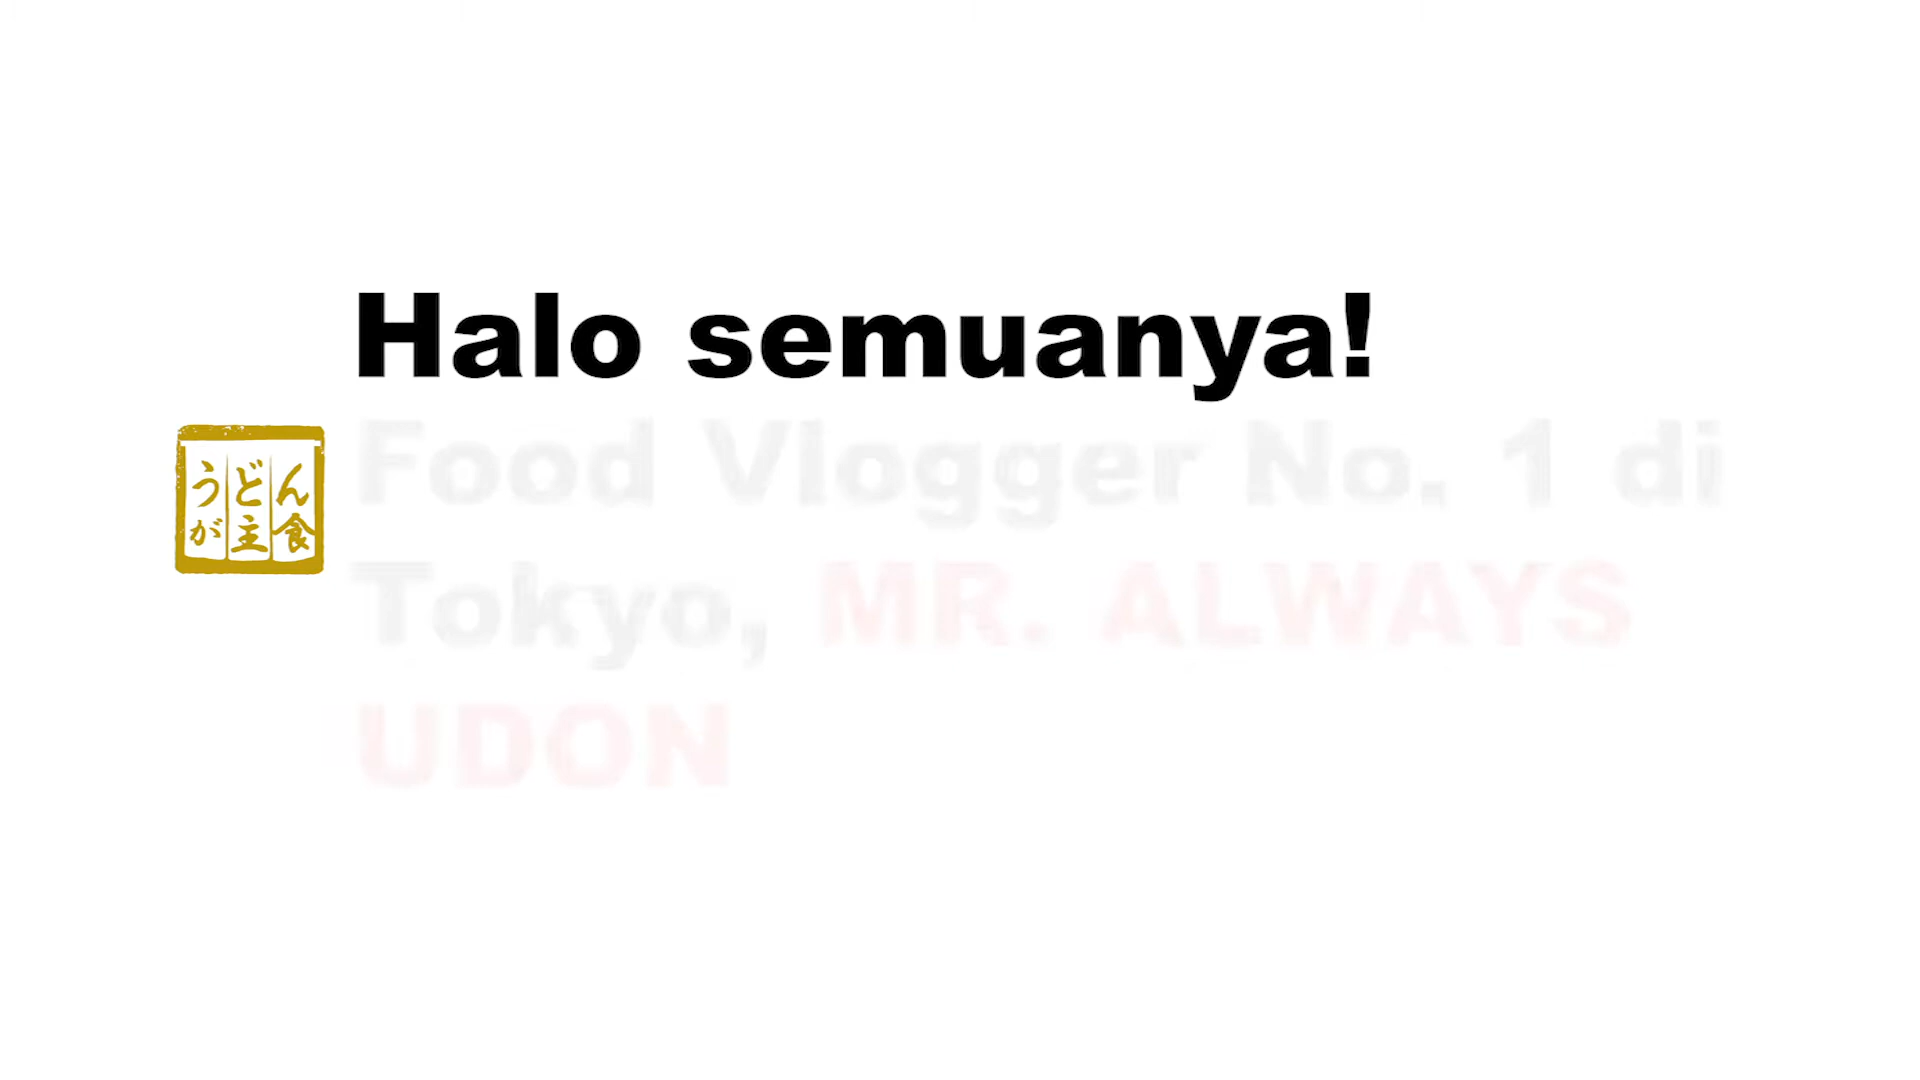 Halo semuanya!
Food Vlogger No. 1 di
Tokyo, MR. ALWAYS
UDON
うどん
が主食